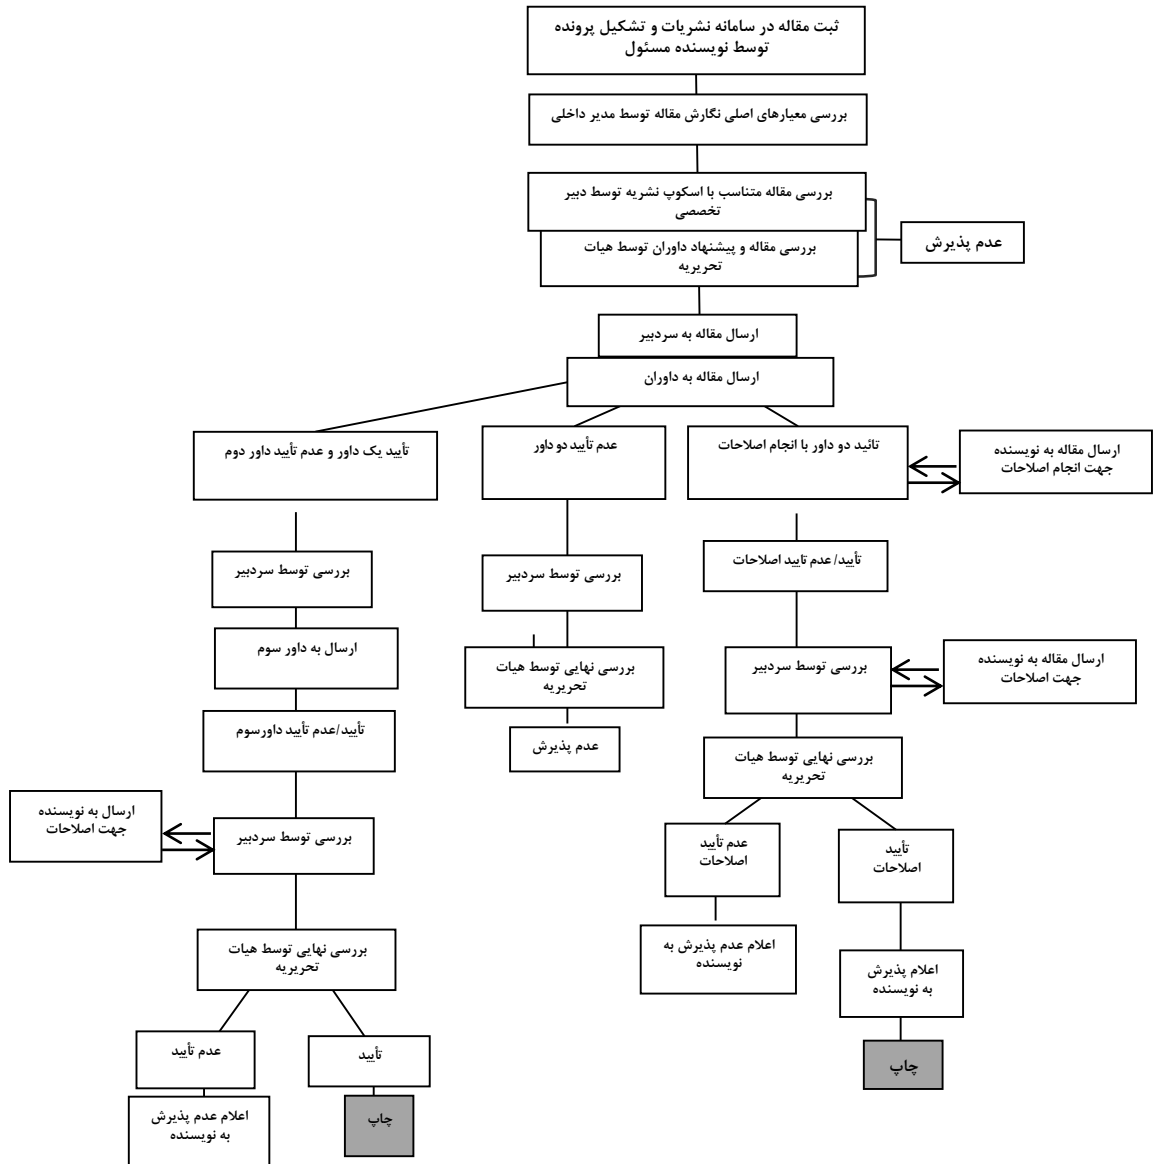 ثبت مقاله در سامانه نشریات و تشکیل پرونده
توسط نویسنده مسئول
بررسی معیارهای اصلی نگارش مقاله توسط مدیر داخلی
بررسی مقاله متناسب با اسکوپ نشریه توسط دبیر
تخصصی
بررسی مقاله و پیشنهاد داوران توسط هیات
تحریریه
عدم پذیرش
ارسال مقاله به سردبیر
ارسال مقاله به داوران
تائید دو داور با انجام اصلاحات
ارسال مقاله به نویسنده
جهت انجام اصلاحات
تأیید/عدم تایید اصلاحات
بررسی توسط سردبیر
ارسال مقاله به نویسنده
جهت اصلاحات
بررسی نهایی توسط هیات
تحریریه
تأیید
اصلاحات
اعلام پذیرش
به نویسنده
چاپ
عدم تأیید
اصلاحات
اعلام عدم پذیرش به
نویسنده
عدم تأیید دو داور
بررسی توسط سردبیر
بررسی نهایی توسط هیات
تحریریه
عدم پذیرش
تأیید یک داور و عدم تأیید داور دوم
بررسی توسط سردبیر
ارسال به داور سوم
تأیید/عدم تأیید داورسوم
بررسی توسط سردبیر
ارسال به نویسنده
جهت اصلاحات
بررسی نهایی توسط هیات
تحریریه
تأیید
چاپ
عدم تأیید
اعلام عدم پذیرش
به نویسنده